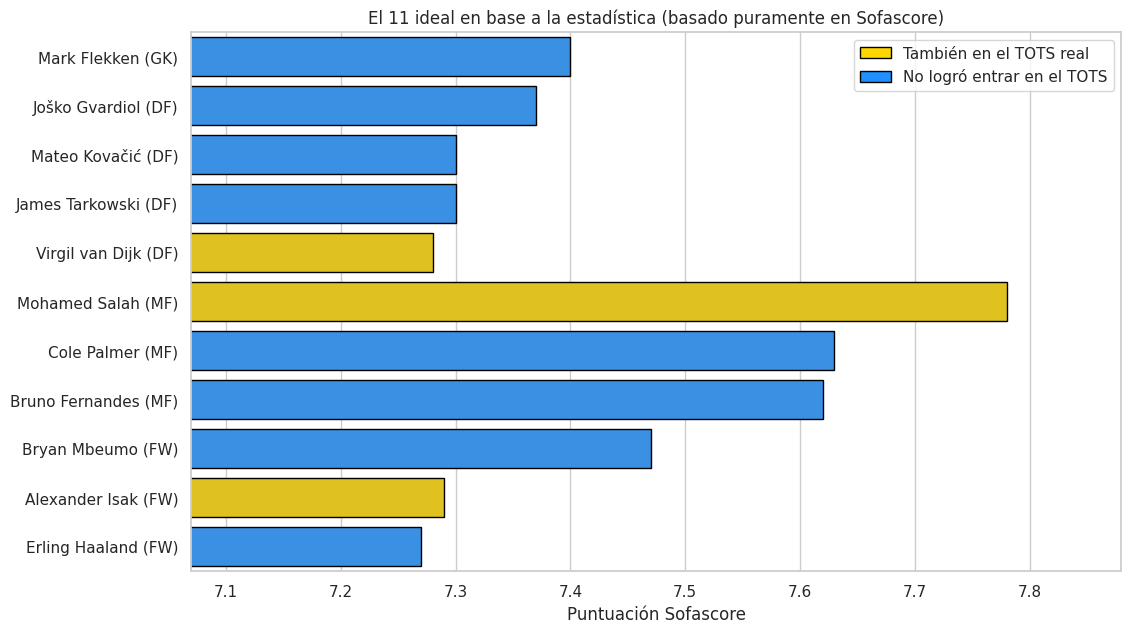 El 11 ideal en base a la estadística (basado puramente en Sofascore)
También en el TOTS real
No logró entrar en el TOTS
Mark Flekken (GK)
Joško Gvardiol (DF)
Mateo Kovačić (DF)
James Tarkowski (DF)
Virgil van Dijk (DF)
Mohamed Salah (MF)
Cole Palmer (MF)
Bruno Fernandes (MF)
Bryan Mbeumo (FW)
Alexander Isak (FW)
Erling Haaland (FW)
7.1 7.2 7.3 7.4 7.5 7.6 7.7 7.8
Puntuación Sofascore